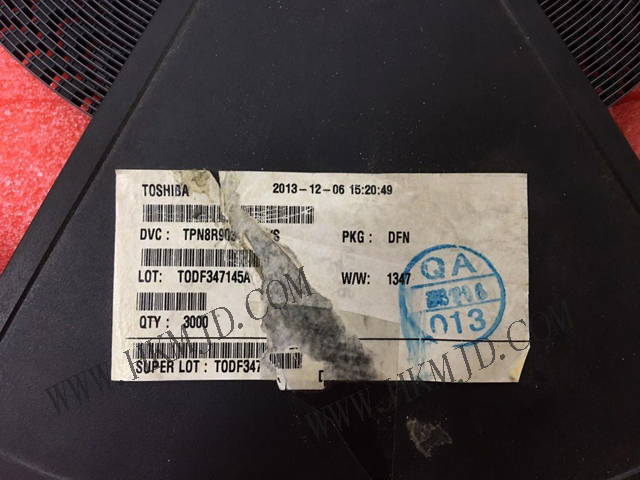 TOSHIBA 2013-12-06 15:20:49
DVC: TPN8R903 PKG: DFN
LOT: TODF347145A W/W: 1347
QTY: 3000
SUPER LOT: TODF347
QA
013
WWW.HKMJD.COM
WWW.HKMJD.COM